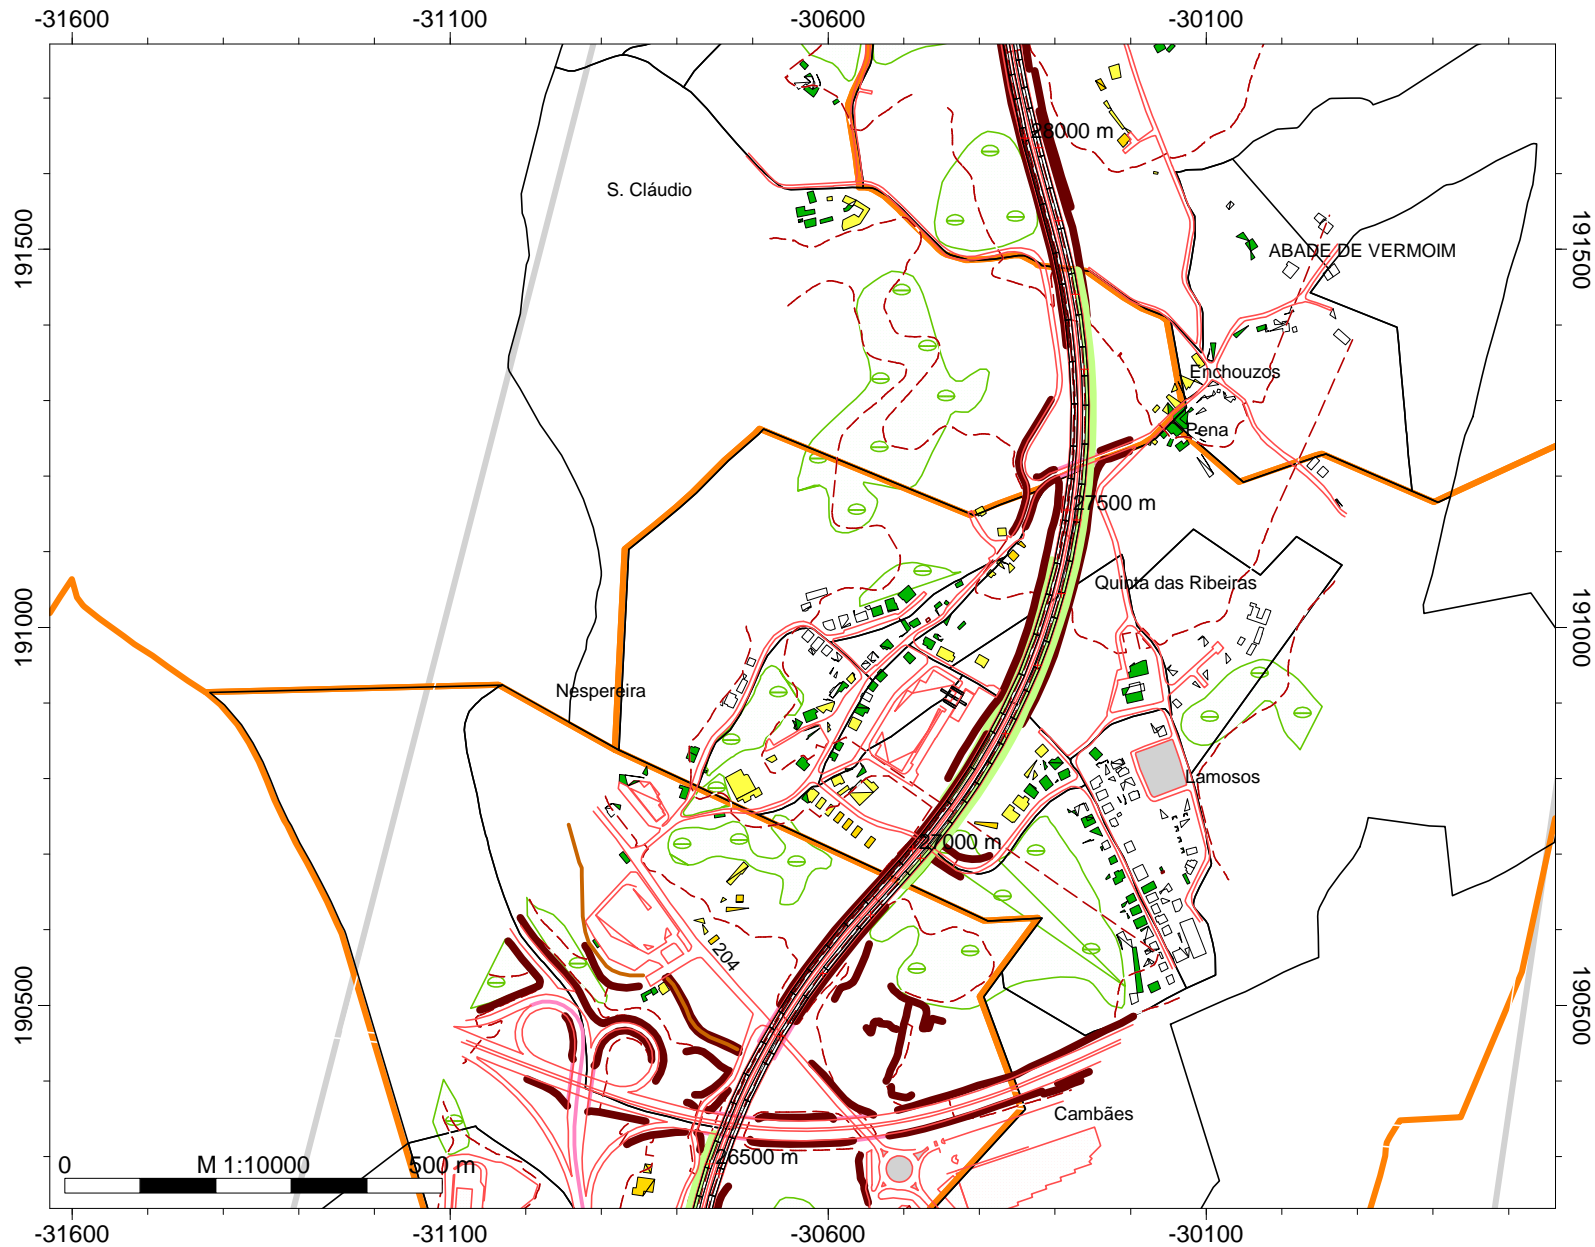 -31600 -31100 -30600 -30100
28000 m
S. Cláudio
191500 ABADE DE VERMOIM 191500
Enchouzos
Pena
27500 m
Quinta das Ribeiras
191000 191000
Nespereira
Lamosos
27000 m
204
190500 190500
Cambães
26500 m
0 M 1:10000 500 m
-31600 -31100 -30600 -30100